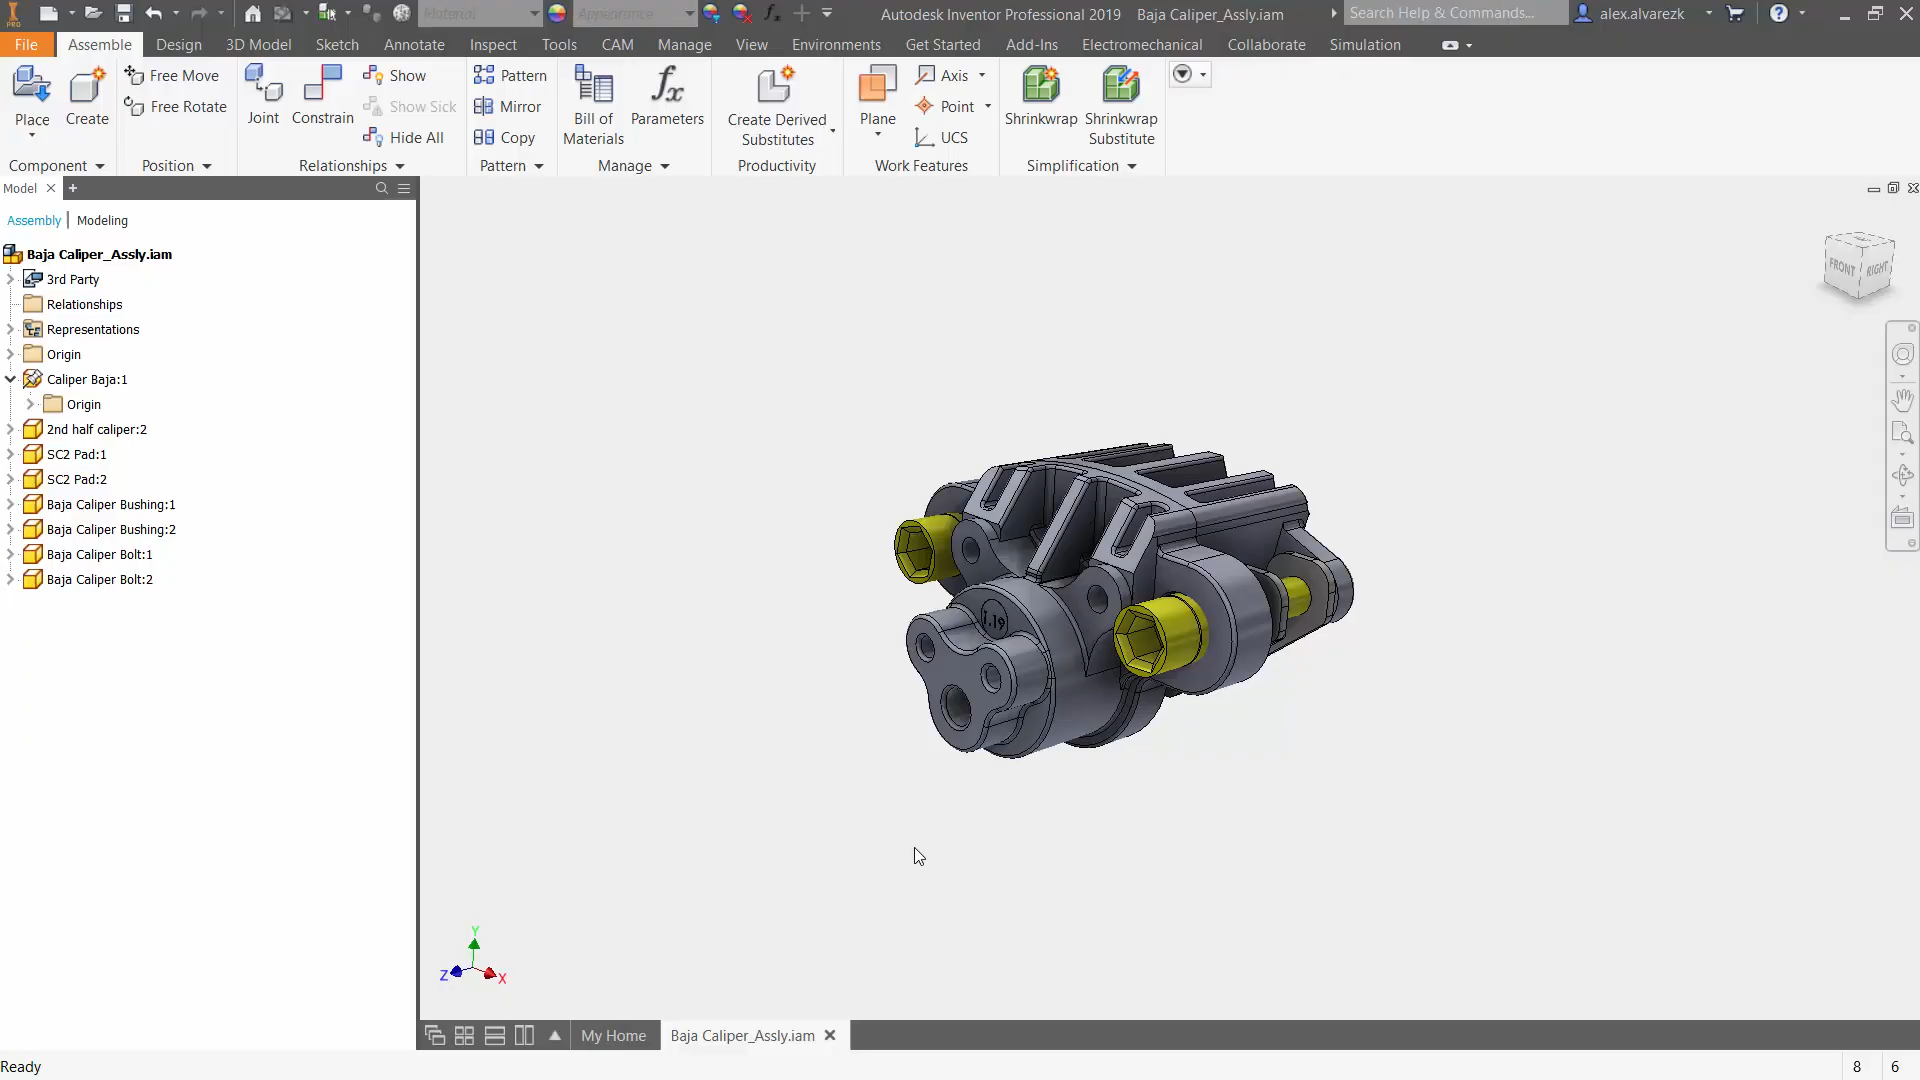 PRO
Material
Appearance
Autodesk Inventor Professional 2019 Baja Caliper_Assly.iam
Search Help & Commands...
alex.alvarezk
File Assemble Design 3D Model Sketch Annotate Inspect Tools CAM Manage View Environments Get Started Add-Ins Electromechanical Collaborate Simulation
Place
Create
Free Move
Free Rotate
Joint
Constrain
Show
Show Sick
Hide All
Pattern
Mirror
Copy
Bill of
Materials
Parameters
Create Derived
Substitutes
Plane
Axis
Point
UCS
Shrinkwrap
Shrinkwrap
Substitute
Component Position Relationships Pattern Manage Productivity Work Features Simplification
Model
Assembly | Modeling
Baja Caliper_Assly.iam
3rd Party
Relationships
Representations
Origin
Caliper Baja:1
Origin
2nd half caliper:2
SC2 Pad:1
SC2 Pad:2
Baja Caliper Bushing:1
Baja Caliper Bushing:2
Baja Caliper Bolt:1
Baja Caliper Bolt:2
FRONT RIGHT
1.19
Y
Z X
My Home Baja Caliper_Assly.iam
Ready 8 6